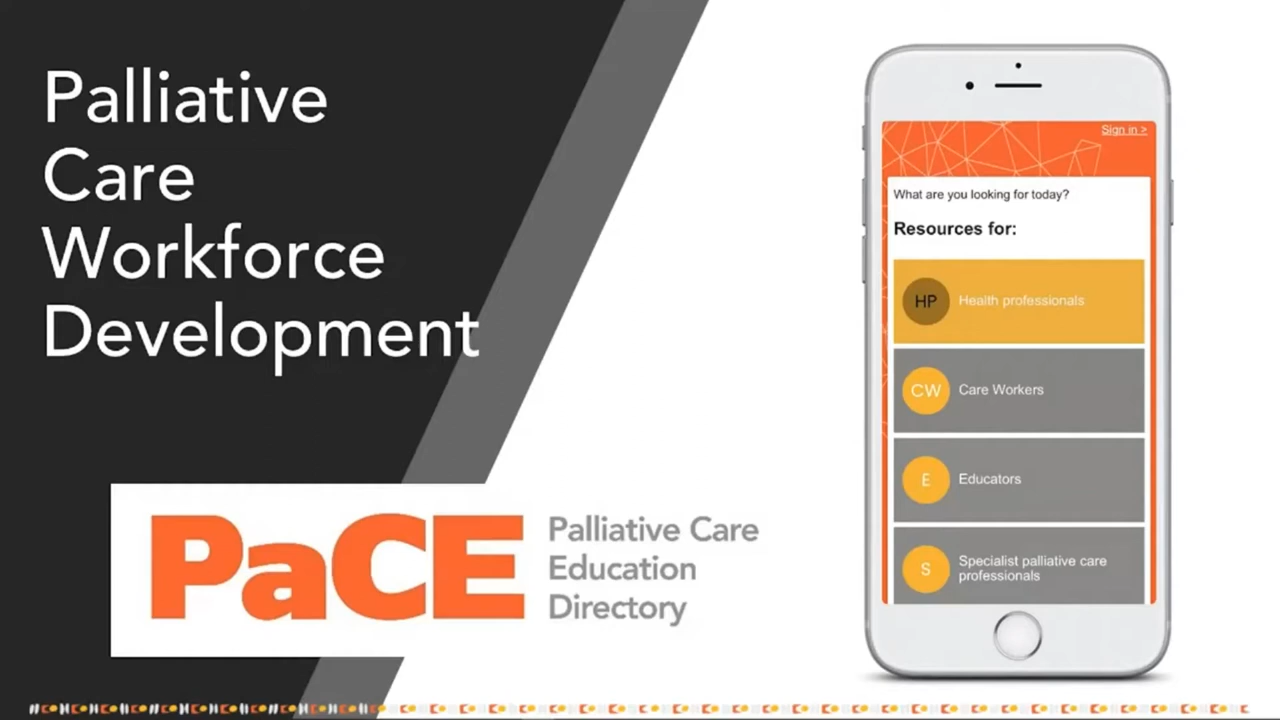 Palliative
Care
Workforce
Development
PaCE
Palliative Care
Education
Directory
Sign in >
What are you looking for today?
Resources for:
HP
Health professionals
CW
Care Workers
E
Educators
S
Specialist palliative care
professionals